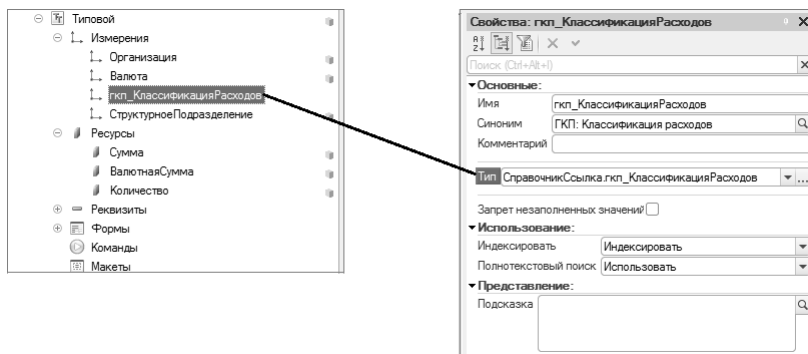 Типовой
Измерения
Организация
Валюта
гкп_КлассификацияРасходов
СтруктурноеПодразделение
Ресурсы
Сумма
ВалютнаяСумма
Количество
Реквизиты
Формы
Команды
Макеты
Свойства: гкп_КлассификацияРасходов
Поиск (Ctrl+Alt+I)
Основные:
Имя гкп_КлассификацияРасходов
Синоним ГКП: Классификация расходов
Комментарий
Тип СправочникСсылка.гкп_КлассификацияРасходов
Запрет незаполненных значений
Использование:
Индексировать Индексировать
Полнотекстовый поиск Использовать
Представление:
Подсказка